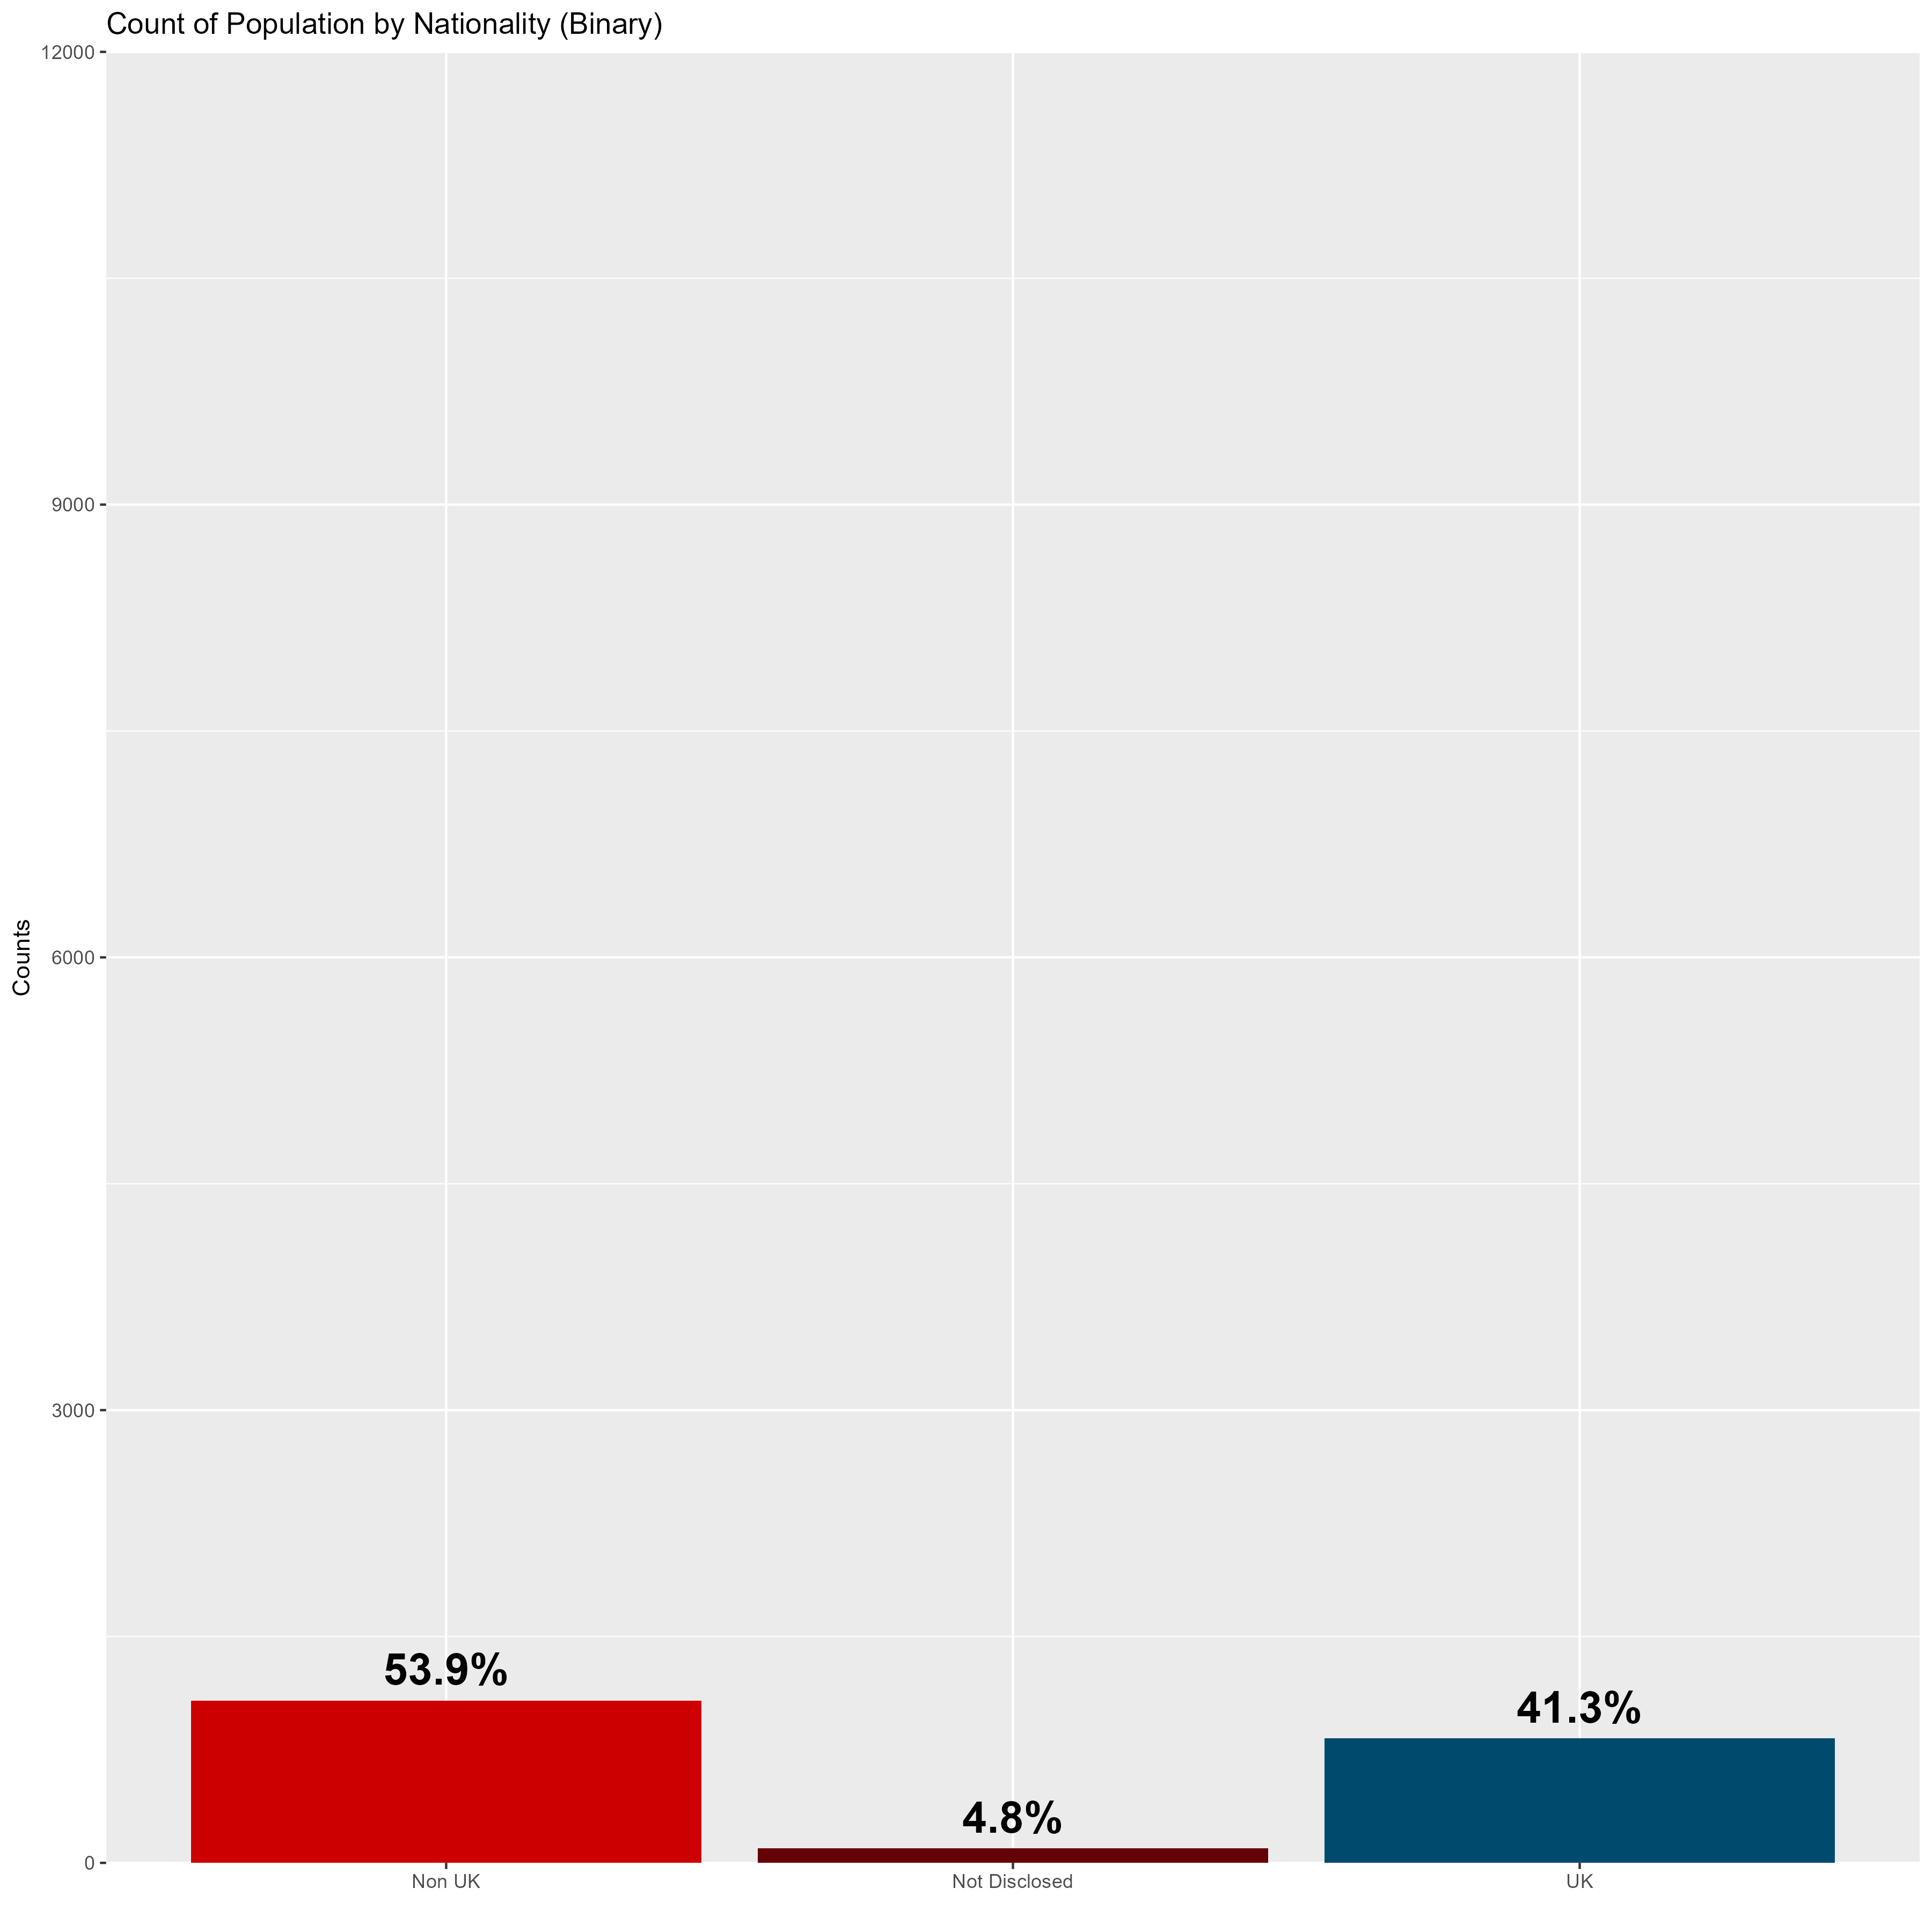 Count of Population by Nationality (Binary)
12000
9000
6000
3000
0
Counts
53.9%
4.8%
41.3%
Non UK
Not Disclosed
UK